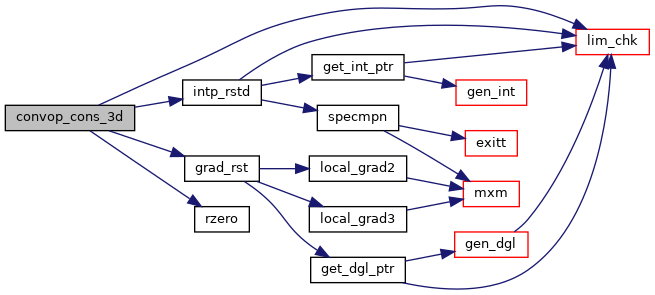 convop_cons_3d
intp_rstd
grad_rst
rzero
get_int_ptr
specmpn
local_grad2
local_grad3
get_dgl_ptr
lim_chk
gen_int
exitt
mxm
gen_dgl